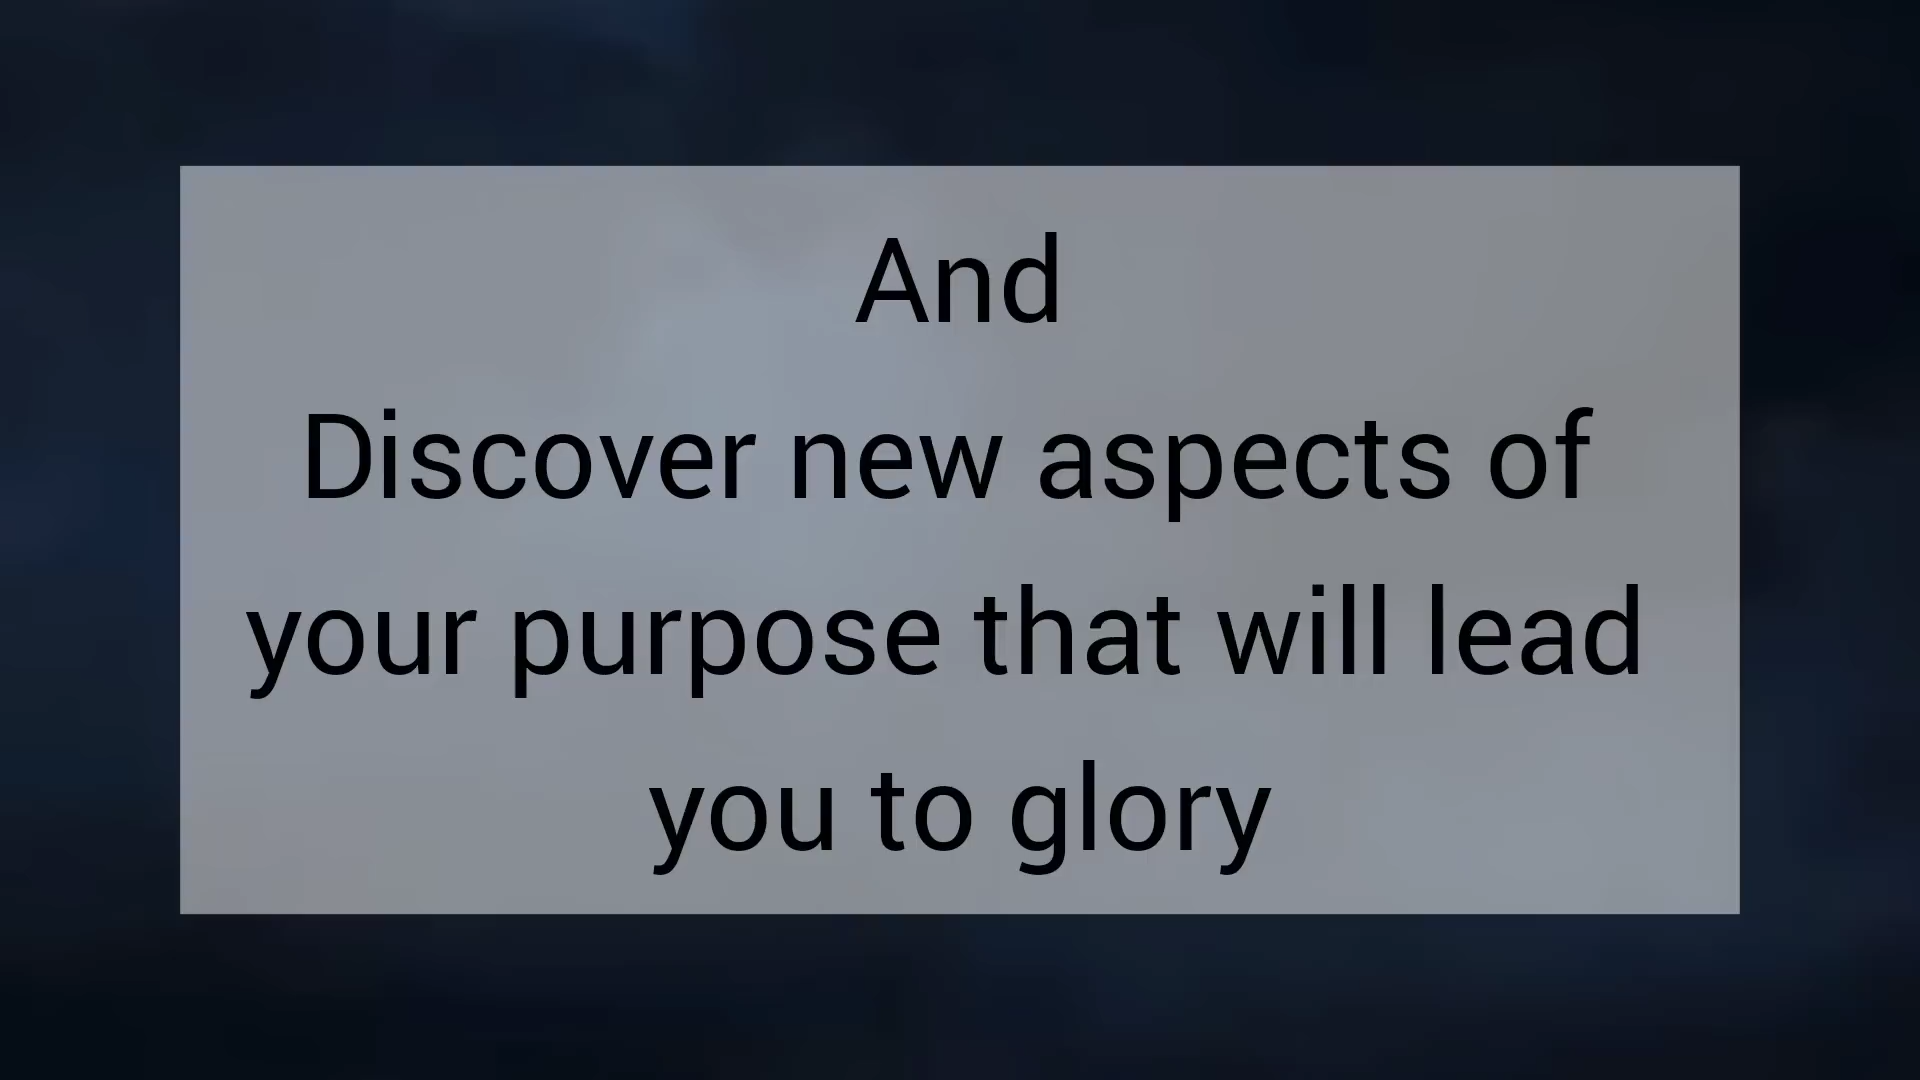 And
Discover new aspects of
your purpose that will lead
you to glory